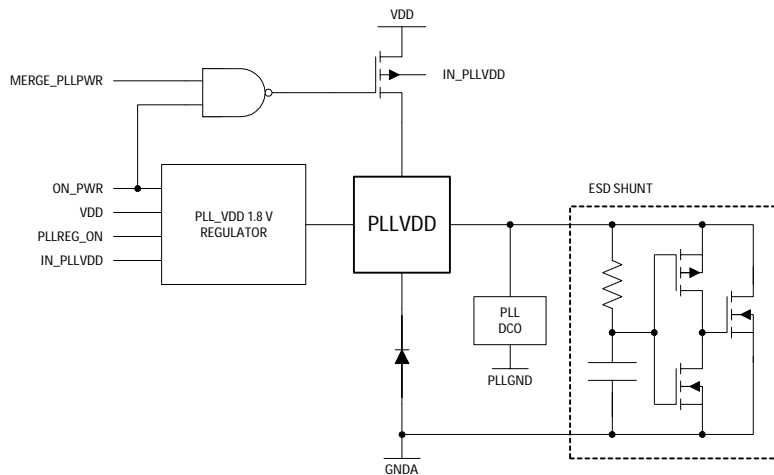 VDD
MERGE_PLLPWR
IN_PLLVDD
ON_PWR
VDD
PLLREG_ON
IN_PLLVDD
PLL_VDD 1.8 V
REGULATOR
PLLVDD
ESD SHUNT
PLL
DCO
PLLGND
GNDA